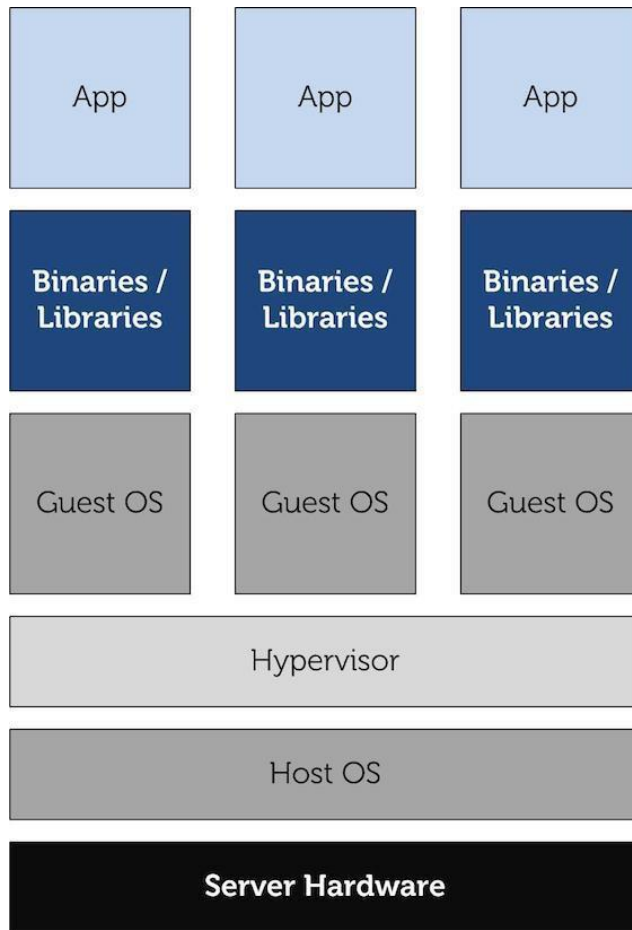 App
App
App
Binaries /
Libraries
Binaries /
Libraries
Binaries /
Libraries
Guest OS
Guest OS
Guest OS
Hypervisor
Host OS
Server Hardware